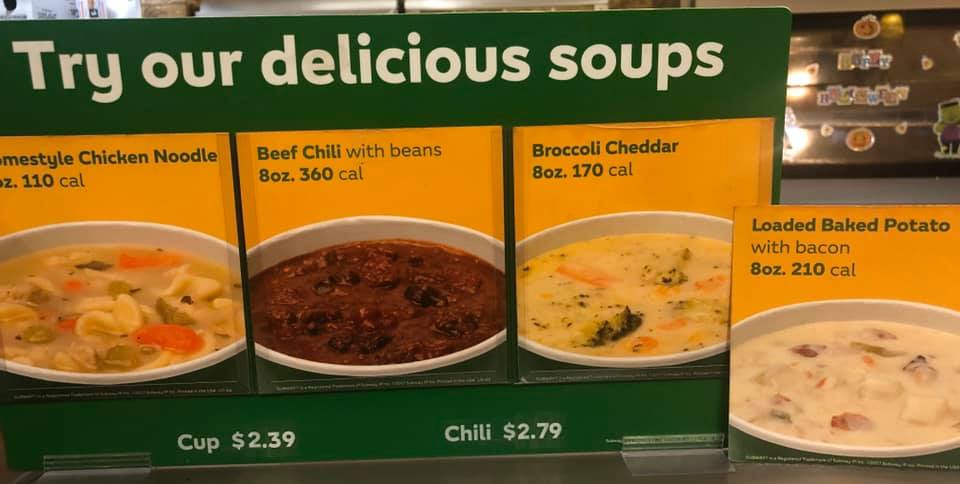 Try our delicious soups
omestyle Chicken Noodle
oz. 110 cal
Beef Chili with beans
8oz. 360 cal
Broccoli Cheddar
8oz. 170 cal
Loaded Baked Potato
with bacon
8oz. 210 cal
Cup $2.39
Chili $2.79